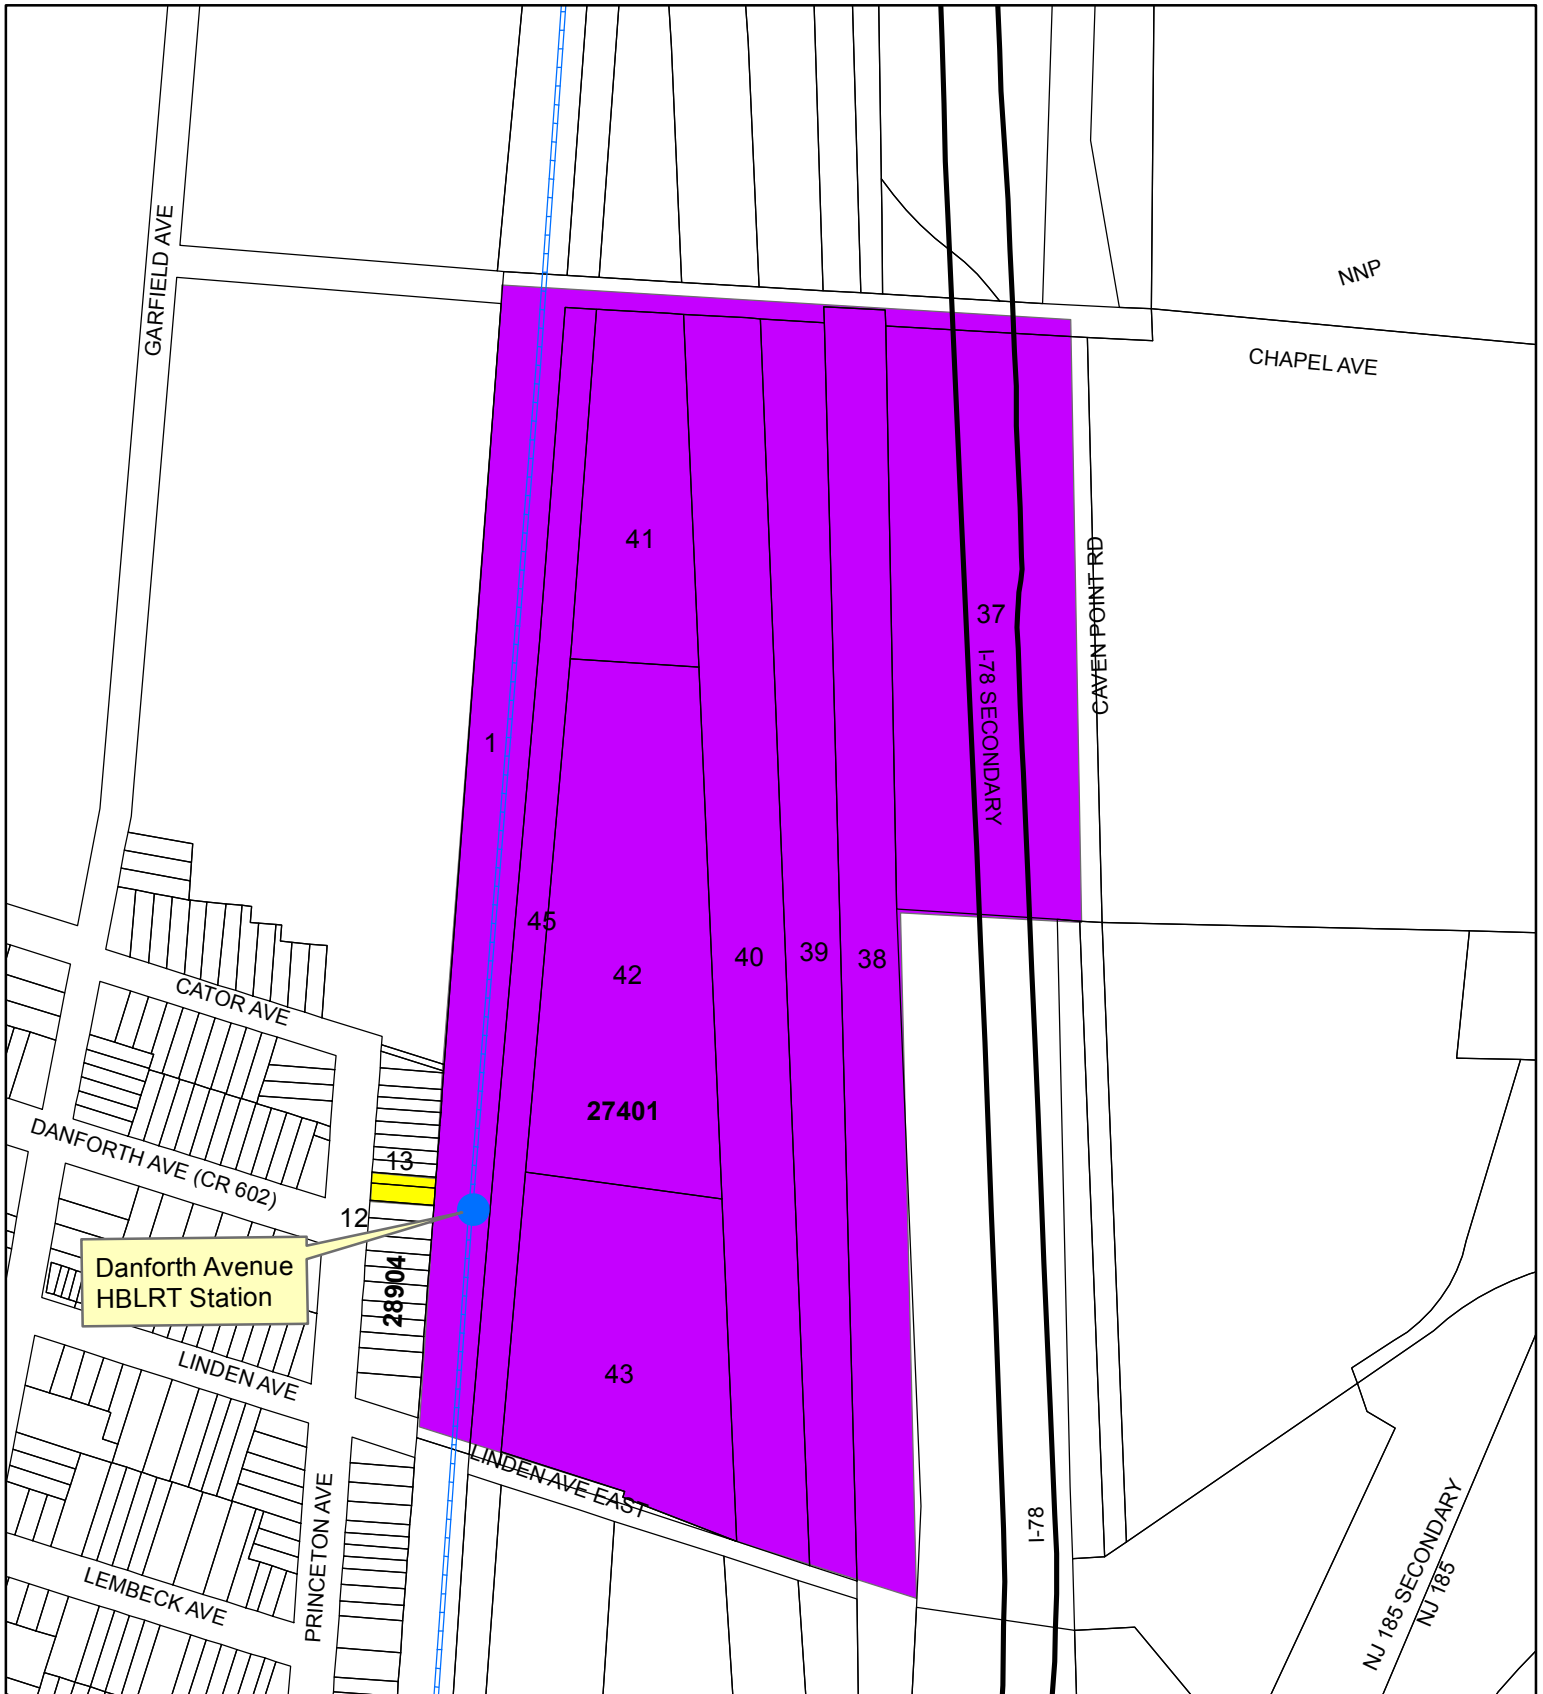 GARFIELD AVE
NNP
CHAPEL AVE
41
37
CAVEN POINT RD
I-78 SECONDARY
1
45
42
40
39
38
CATOR AVE
27401
DANFORTH AVE (CR 602)
13
12
Danforth Avenue
HBLRT Station
28904
LINDEN AVE
43
LINDEN AVE EAST
PRINCETON AVE
I-78
LEMBECK AVE
NJ 185 SECONDARY
NJ 185